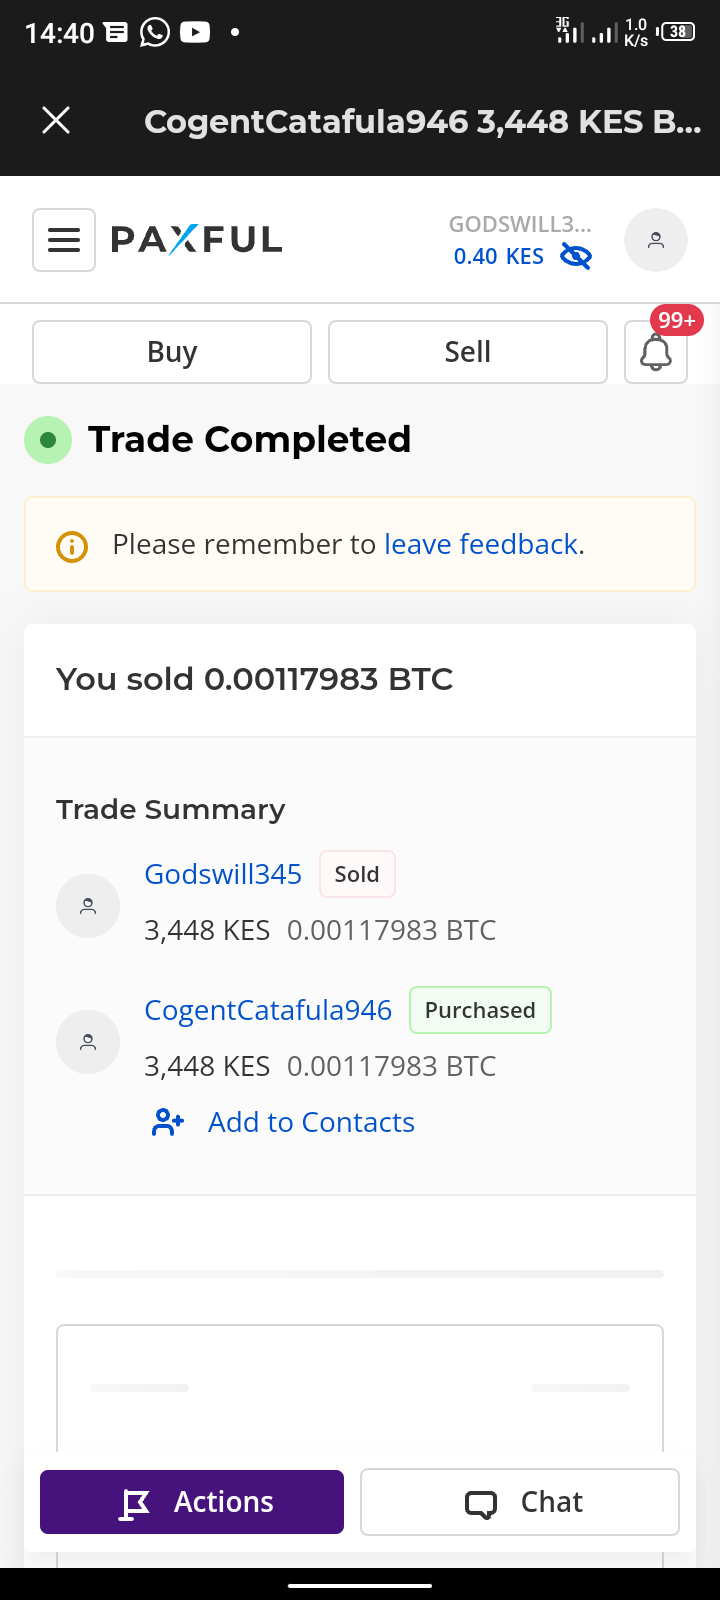 14:40
3G
1.0 K/s
38
CogentCatafula946 3,448 KES B...
PAXFUL
GODSWILL3...
0.40 KES
99+
Buy
Sell
Trade Completed
Please remember to leave feedback.
You sold 0.00117983 BTC
Trade Summary
Godswill345 Sold
3,448 KES 0.00117983 BTC
CogentCatafula946 Purchased
3,448 KES 0.00117983 BTC
Add to Contacts
Actions
Chat